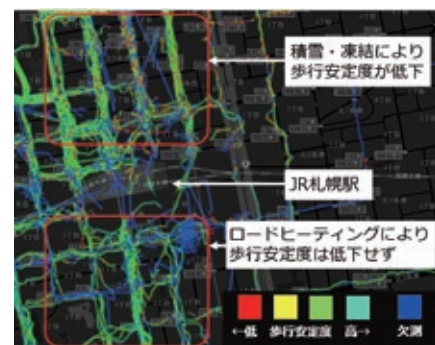 積雪・凍結により
歩行安定度が低下
JR札幌駅
ロードヒーティングにより
歩行安定度は低下せず
←低 歩行安定度 高→ 欠測